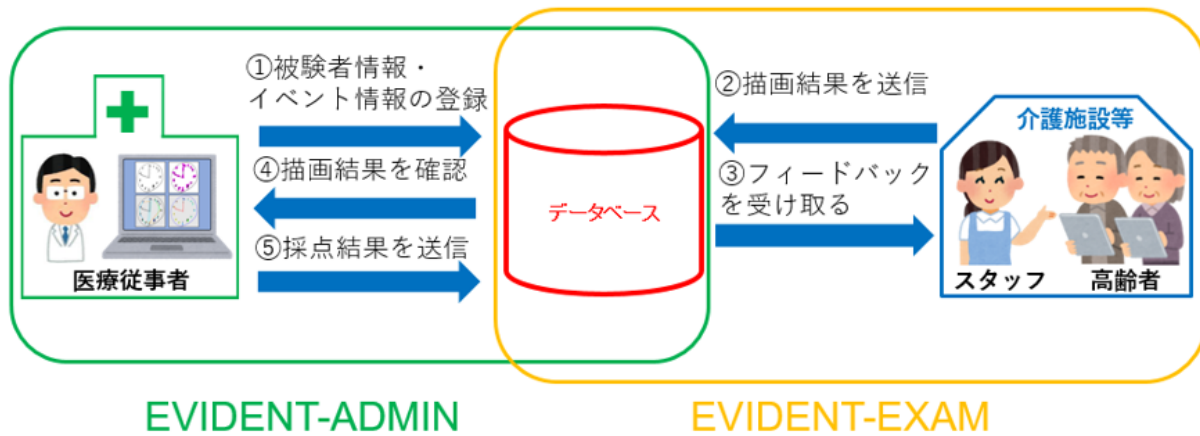 ①被験者情報・
イベント情報の登録
④描画結果を確認
⑤採点結果を送信
医療従事者
データベース
②描画結果を送信
③フィードバック
を受け取る
介護施設等
スタッフ 高齢者
EVIDENT-ADMIN
EVIDENT-EXAM